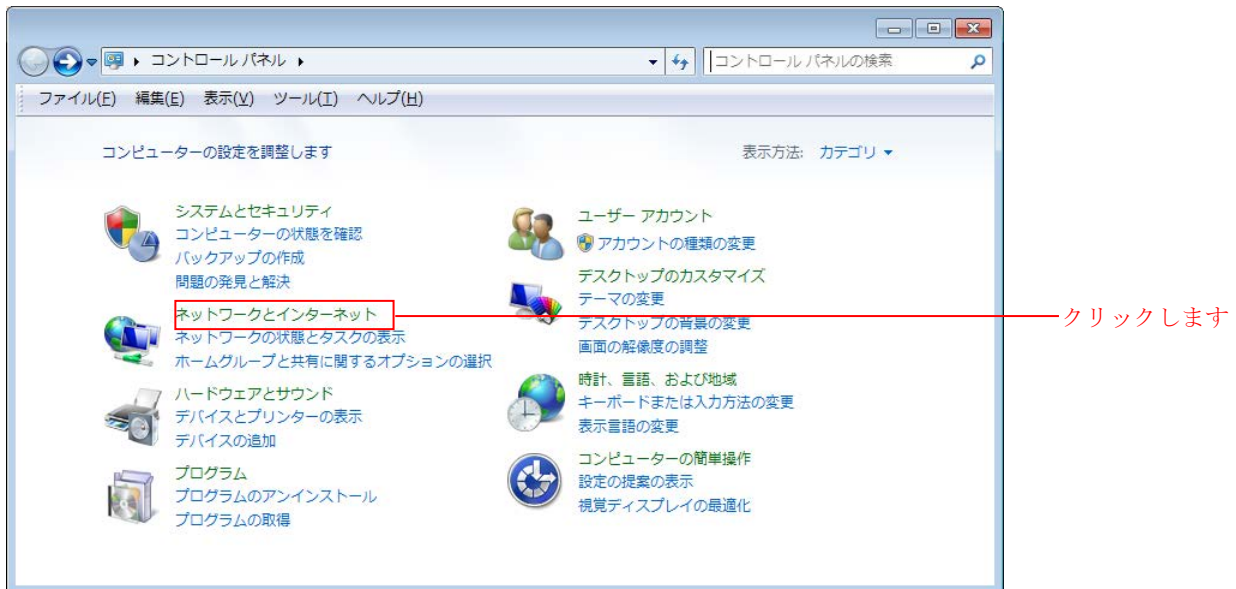 コントロール パネル
コントロール パネルの検索
ファイル(F) 編集(E) 表示(V) ツール(T) ヘルプ(H)
コンピューターの設定を調整します
表示方法: カテゴリ
システムとセキュリティ
コンピューターの状態を確認
バックアップの作成
問題の発見と解決
ネットワークとインターネット
ネットワークの状態とタスクの表示
ホームグループと共有に関するオプションの選択
ハードウェアとサウンド
デバイスとプリンターの表示
デバイスの追加
プログラム
プログラムのアンインストール
プログラムの取得
ユーザー アカウント
アカウントの種類の変更
デスクトップのカスタマイズ
テーマの変更
デスクトップの背景の変更
画面の解像度の調整
時計、言語、および地域
キーボードまたは入力方法の変更
表示言語の変更
コンピューターの簡単操作
設定の提案の表示
視覚ディスプレイの最適化
クリックします